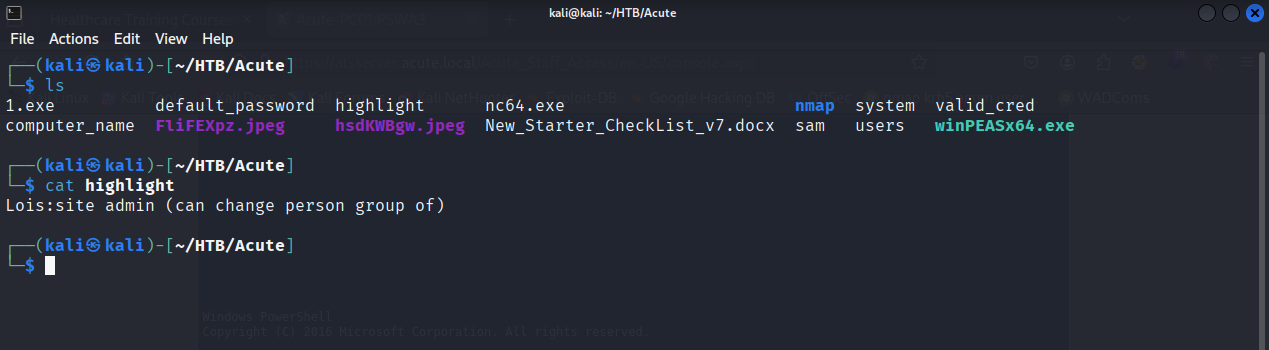 kali@kali: ~/HTB/Acute
File Actions Edit View Help
┌──(kali㉿kali)-[~/HTB/Acute]
└─$ ls
1.exe default_password highlight nc64.exe nmap system valid_cred
computer_name FliFEXpz.jpeg hsdKWBgw.jpeg New_Starter_CheckList_v7.docx sam users winPEASx64.exe
┌──(kali㉿kali)-[~/HTB/Acute]
└─$ cat highlight
Lois:site admin (can change person group of)
┌──(kali㉿kali)-[~/HTB/Acute]
└─$
Windows PowerShell
Copyright (C) 2016 Microsoft Corporation. All rights reserved.